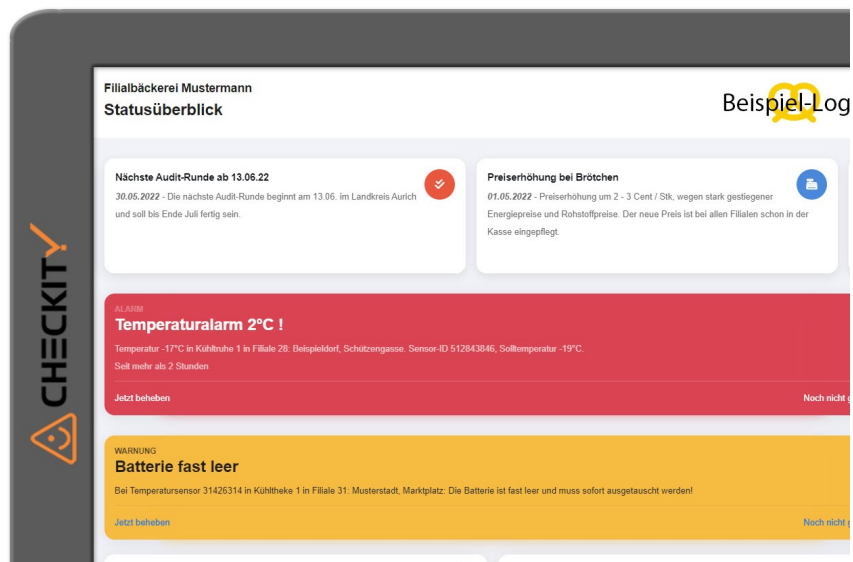 Filialbäckerei Mustermann
Statusüberblick
Beispiel-Log
Nächste Audit-Runde ab 13.06.22
30.05.2022 - Die nächste Audit-Runde beginnt am 13.06. im Landkreis Aurich
und soll bis Ende Juli fertig sein.
Preiserhöhung bei Brötchen
01.05.2022 - Preiserhöhung um 2 - 3 Cent / Stk, wegen stark gestiegener
Energiepreise und Rohstoffpreise. Der neue Preis ist bei allen Filialen schon in der
Kasse eingepflegt.
CHECKITY
ALARM
Temperaturalarm 2°C !
Temperatur -17°C in Kühltruhe 1 in Filiale 28: Beispieldorf, Schützengasse. Sensor-ID 512843846, Solltemperatur -19°C.
Seit mehr als 2 Stunden
Jetzt beheben
Noch nicht g
WARNUNG
Batterie fast leer
Bei Temperatursensor 31426314 in Kühltheke 1 in Filiale 31: Musterstadt, Marktplatz: Die Batterie ist fast leer und muss sofort ausgetauscht werden!
Jetzt beheben
Noch nicht g